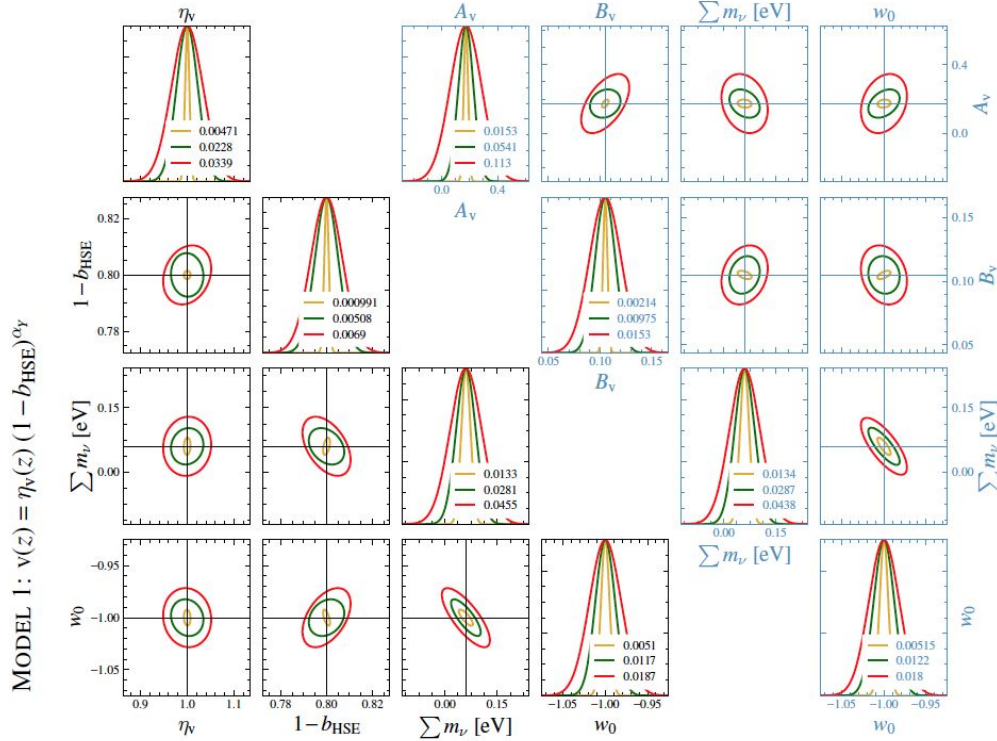 η_v A_v B_v ∑ m_ν [eV] w_0
0.00471
0.0228
0.0339
0.0153
0.0541
0.113
0.4
0.0
A_v
0.0 0.4
A_v
1−b_HSE
0.82
0.80
0.78
0.000991
0.00508
0.0069
0.00214
0.00975
0.0153
0.15
0.10
0.05
B_v
0.05 0.10 0.15
B_v
∑ m_ν [eV]
0.15
0.00
0.0133
0.0281
0.0455
0.0134
0.0287
0.0438
0.15
0.00
∑ m_ν [eV]
0.00 0.15
∑ m_ν [eV]
w_0
−0.95
−1.00
−1.05
0.0051
0.0117
0.0187
0.00515
0.0122
0.018
w_0
0.9 1.0 1.1 0.78 0.80 0.82 0.00 0.15 −1.05 −1.00 −0.95 −1.05 −1.00 −0.95
η_v 1−b_HSE ∑ m_ν [eV] w_0 w_0
MODEL 1: v(z) = η_v(z) (1−b_HSE)^α_Y